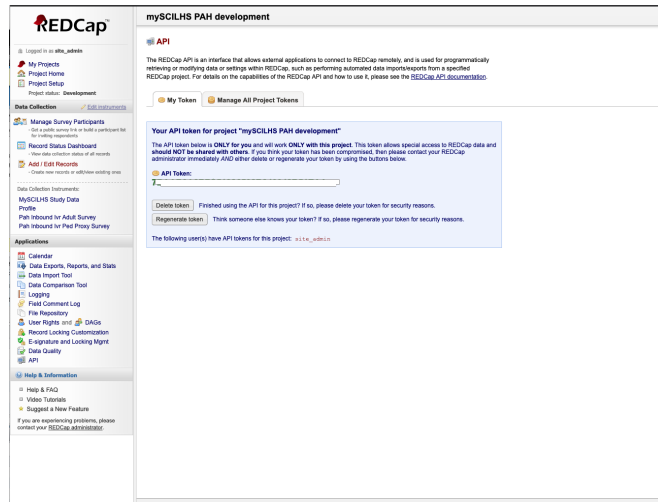 REDCap
Logged in as site_admin
My Projects
Project Home
Project Setup
Project status: Development
Data Collection
Edit instruments
Manage Survey Participants
- Get a public survey link or build a participant list
for inviting respondents
Record Status Dashboard
- View data collection status of all records
Add / Edit Records
- Create new records or edit/view existing ones
Data Collection Instruments:
MySCILHS Study Data
Profile
Pah Inbound Ivr Adult Survey
Pah Inbound Ivr Ped Proxy Survey
Applications
Calendar
Data Exports, Reports, and Stats
Data Import Tool
Data Comparison Tool
Logging
Field Comment Log
File Repository
User Rights and DAGs
Record Locking Customization
E-signature and Locking Mgmt
Data Quality
API
Help & Information
Help & FAQ
Video Tutorials
Suggest a New Feature
If you are experiencing problems, please
contact your REDCap administrator.
mySCILHS PAH development
API
The REDCap API is an interface that allows external applications to connect to REDCap remotely, and is used for programmatically
retrieving or modifying data or settings within REDCap, such as performing automated data imports/exports from a specified
REDCap project. For details on the capabilities of the REDCap API and how to use it, please see the REDCap API documentation.
My Token
Manage All Project Tokens
Your API token for project "mySCILHS PAH development"
The API token below is ONLY for you and will work ONLY with this project. This token allows special access to REDCap data and
should NOT be shared with others. If you think your token has been compromised, then please contact your REDCap
administrator immediately AND either delete or regenerate your token by using the buttons below.
API Token:
Delete token Finished using the API for this project? If so, please delete your token for security reasons.
Regenerate token Think someone else knows your token? If so, please regenerate your token for security reasons.
The following user(s) have API tokens for this project: site_admin